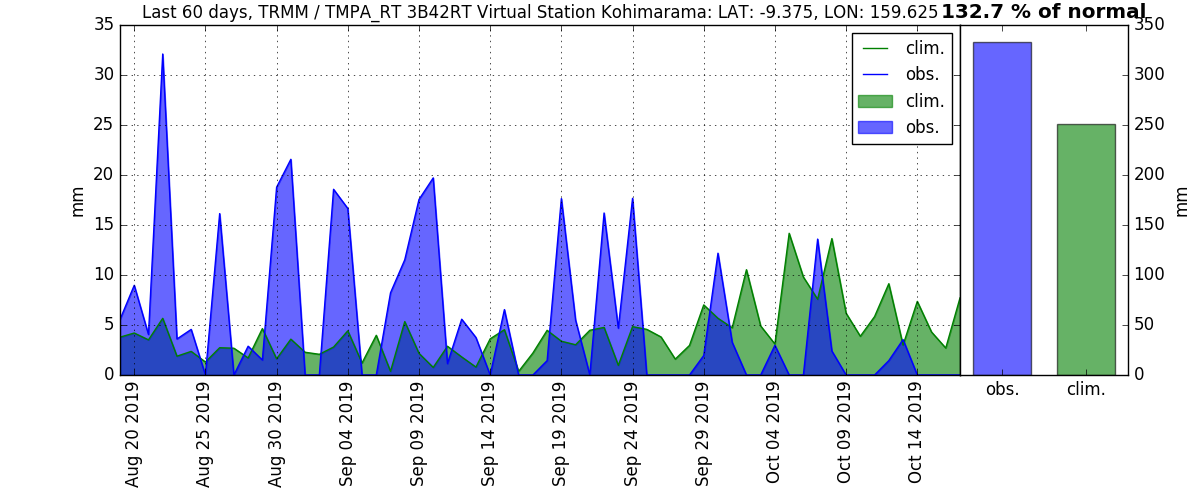 Last 60 days, TRMM / TMPA_RT 3B42RT Virtual Station Kohimarama: LAT: -9.375, LON: 159.625 132.7 % of normal
35
30
25
20
15
10
5
0
mm
clim.
obs.
clim.
obs.
350
300
250
200
150
100
50
0
mm
Aug 20 2019
Aug 25 2019
Aug 30 2019
Sep 04 2019
Sep 09 2019
Sep 14 2019
Sep 19 2019
Sep 24 2019
Sep 29 2019
Oct 04 2019
Oct 09 2019
Oct 14 2019
obs. clim.